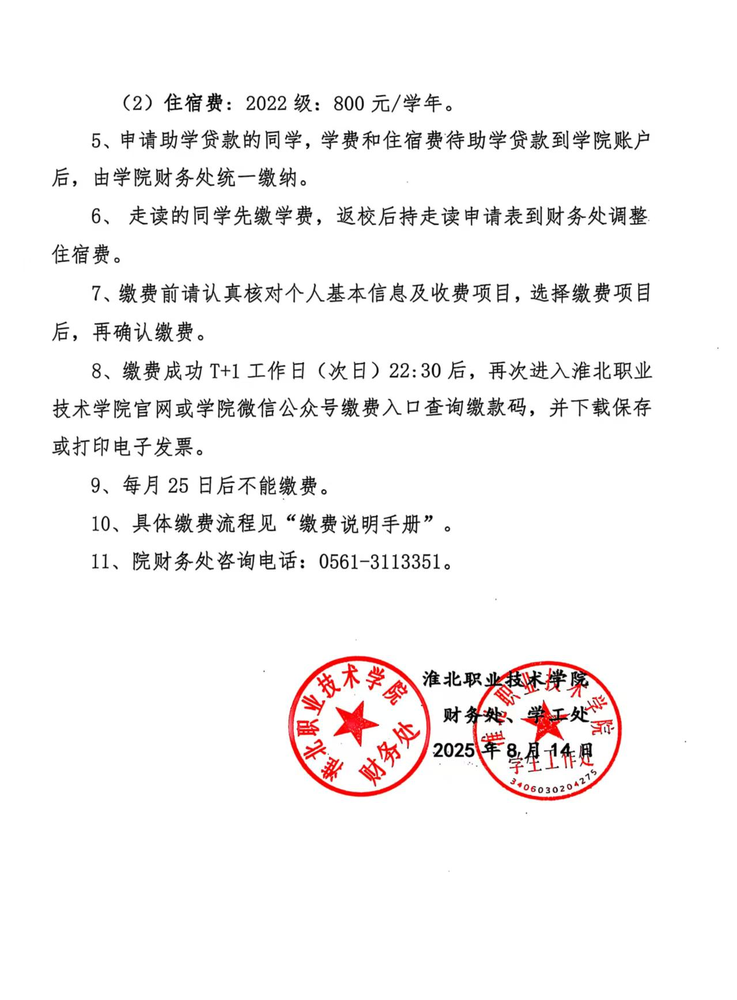 （2）住宿费：2022 级：800 元/学年。
5、申请助学贷款的同学，学费和住宿费待助学贷款到学院账户
后，由学院财务处统一缴纳。
6、 走读的同学先缴学费，返校后持走读申请表到财务处调整
住宿费。
7、缴费前请认真核对个人基本信息及收费项目，选择缴费项目
后，再确认缴费。
8、缴费成功 T+1 工作日（次日）22:30 后，再次进入淮北职业
技术学院官网或学院微信公众号缴费入口查询缴款码，并下载保存
或打印电子发票。
9、每月 25 日后不能缴费。
10、具体缴费流程见“缴费说明手册”。
11、院财务处咨询电话：0561-3113351。
淮北职业技术学院
财务处、学工处
2025 年 8 月 14 日
淮北职业技术学院
财务处
淮北职业技术学院
学生工作处
3406030204275